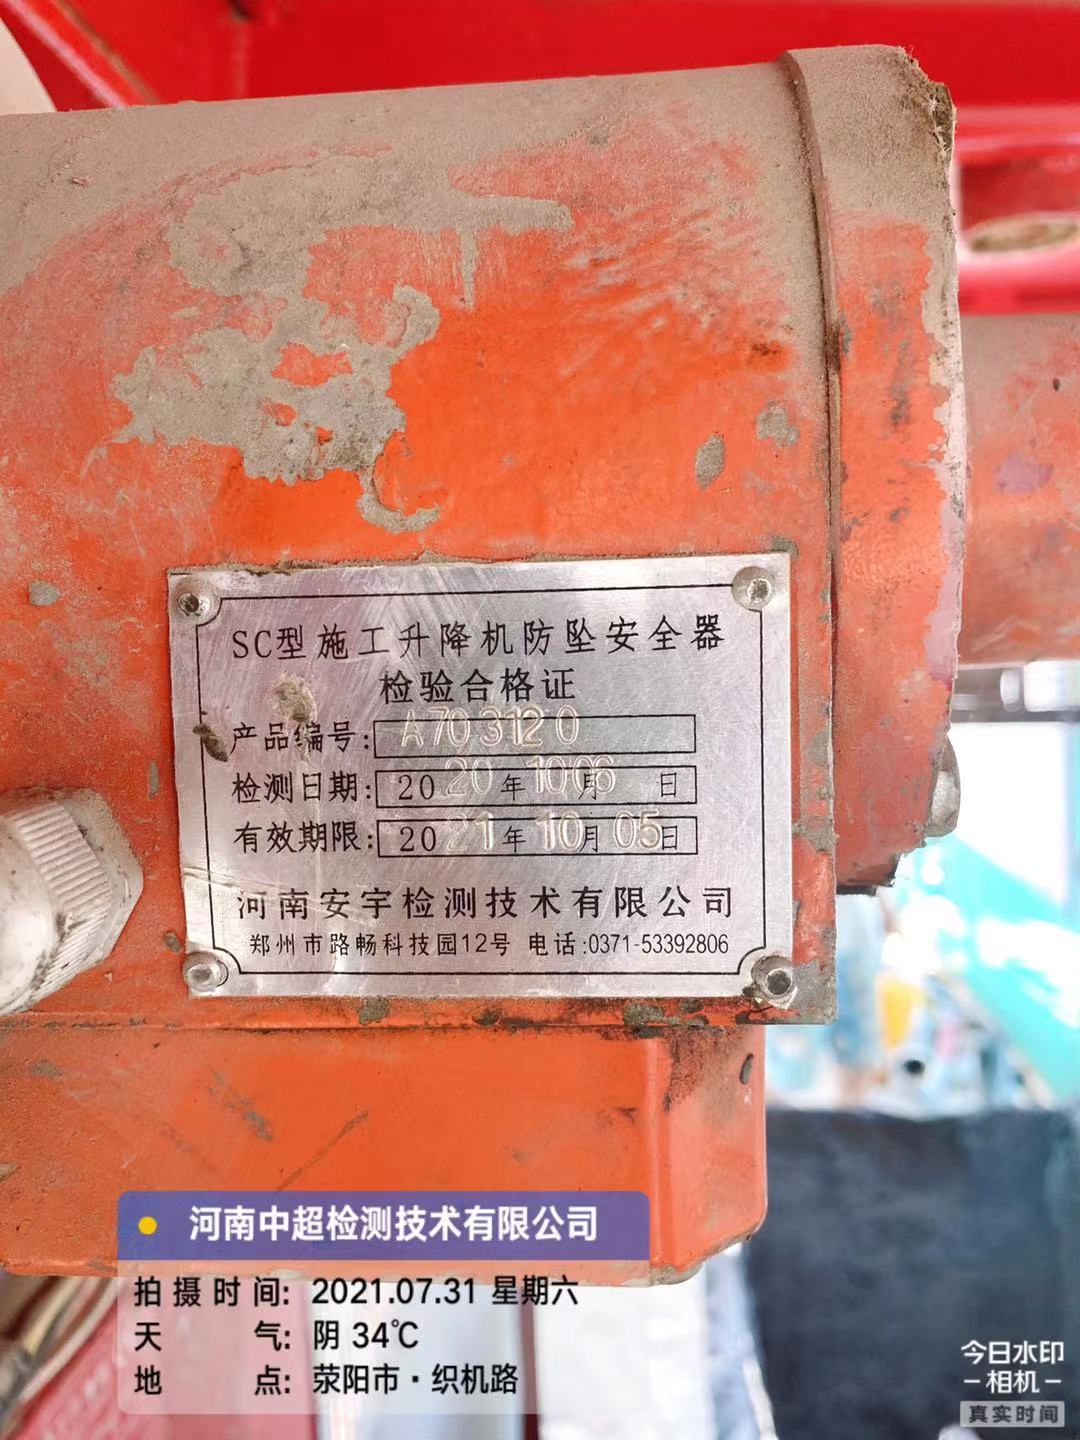 SC型施工升降机防坠安全器
检验合格证
产品编号: A703120
检测日期: 2020年1006月 日
有效期限: 2021年10月05日
河南安宇检测技术有限公司
郑州市路畅科技园12号 电话:0371-53392806
河南中超检测技术有限公司
拍摄时间: 2021.07.31 星期六
天气: 阴 34℃
地点: 荥阳市·织机路
今日水印
-相机-
真实时间